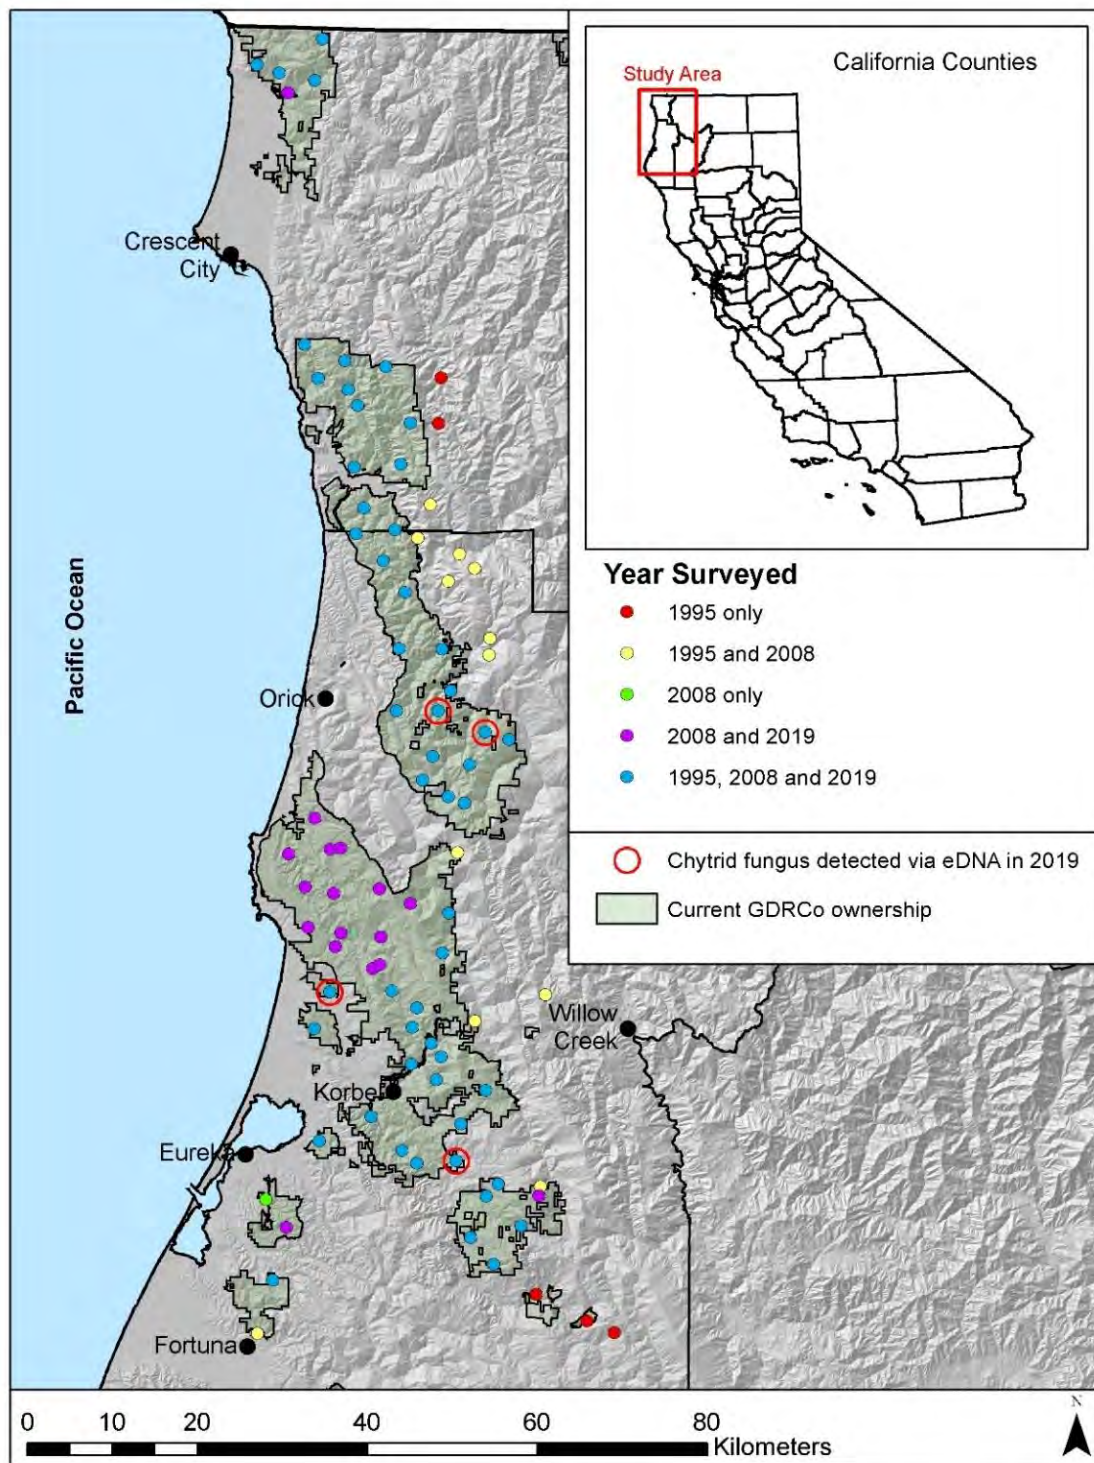 California Counties
Study Area
Crescent
City
Pacific Ocean
Orick
Willow
Creek
Korbel
Eureka
Fortuna
Year Surveyed
1995 only
1995 and 2008
2008 only
2008 and 2019
1995, 2008 and 2019
Chytrid fungus detected via eDNA in 2019
Current GDRCo ownership
0 10 20 40 60 80
Kilometers
N